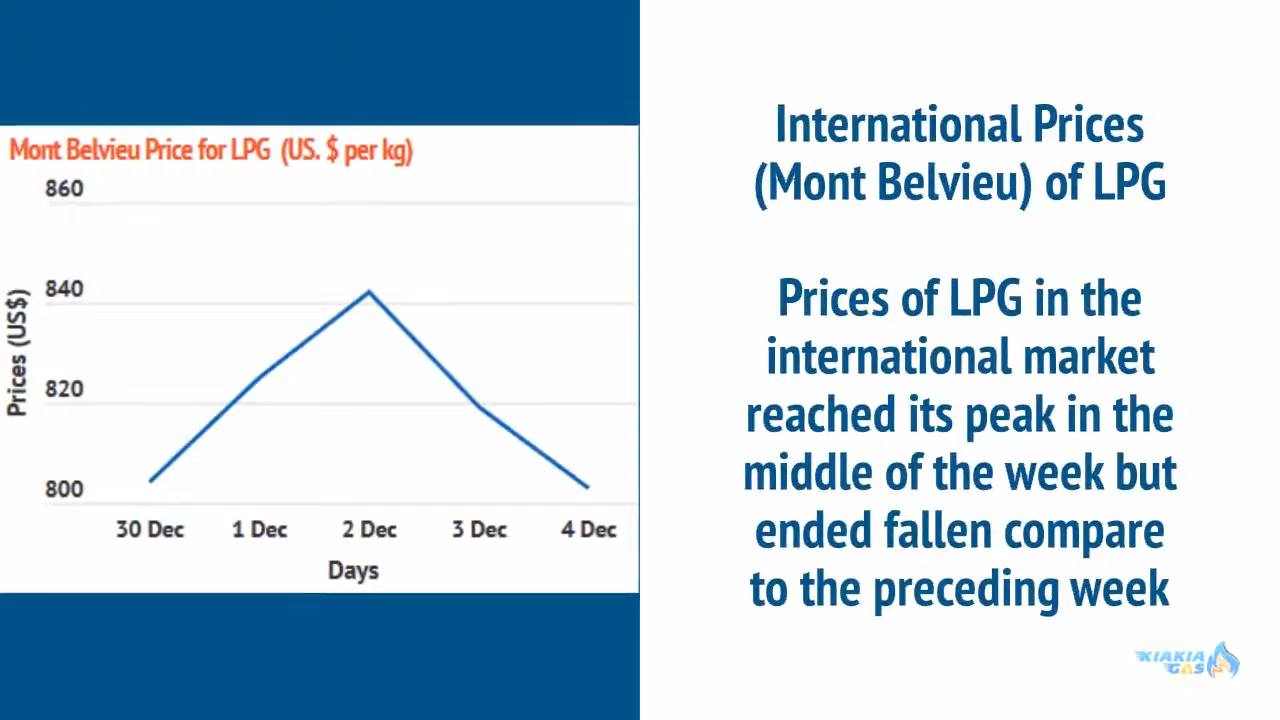 Mont Belvieu Price for LPG (US. $ per kg)
860
840
820
800
Prices (US$)
30 Dec 1 Dec 2 Dec 3 Dec 4 Dec
Days
International Prices
(Mont Belvieu) of LPG
Prices of LPG in the
international market
reached its peak in the
middle of the week but
ended fallen compare
to the preceding week
KIAKIA
GAS